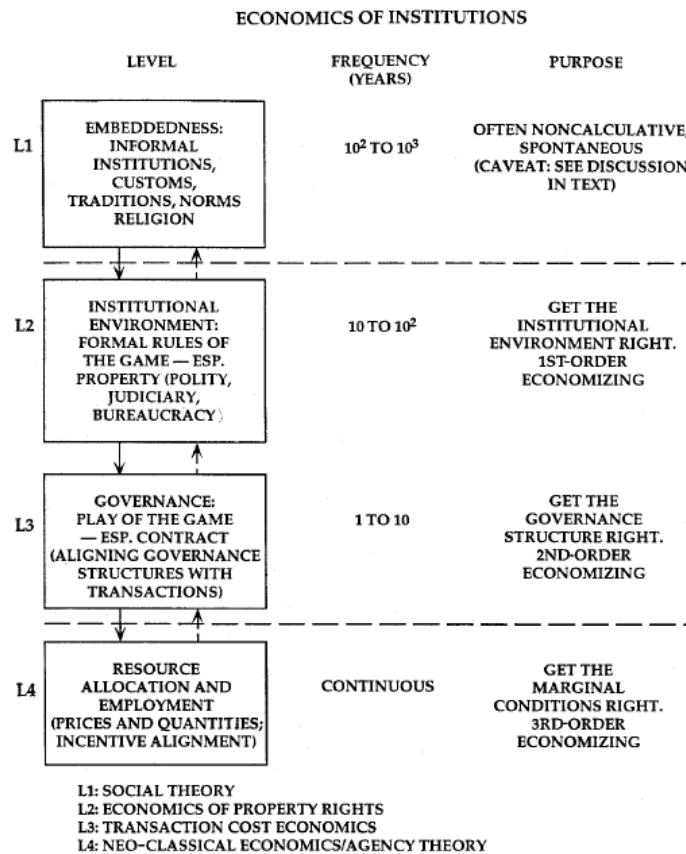 ECONOMICS OF INSTITUTIONS
LEVEL
FREQUENCY
(YEARS)
PURPOSE
L1
EMBEDDEDNESS:
INFORMAL
INSTITUTIONS,
CUSTOMS,
TRADITIONS, NORMS
RELIGION
10² TO 10³
OFTEN NONCALCULATIVE;
SPONTANEOUS
(CAVEAT: SEE DISCUSSION
IN TEXT)
L2
INSTITUTIONAL
ENVIRONMENT:
FORMAL RULES OF
THE GAME — ESP.
PROPERTY (POLITY,
JUDICIARY,
BUREAUCRACY)
10 TO 10²
GET THE
INSTITUTIONAL
ENVIRONMENT RIGHT.
1ST-ORDER
ECONOMIZING
L3
GOVERNANCE:
PLAY OF THE GAME
— ESP. CONTRACT
(ALIGNING GOVERNANCE
STRUCTURES WITH
TRANSACTIONS)
1 TO 10
GET THE
GOVERNANCE
STRUCTURE RIGHT.
2ND-ORDER
ECONOMIZING
L4
RESOURCE
ALLOCATION AND
EMPLOYMENT
(PRICES AND QUANTITIES;
INCENTIVE ALIGNMENT)
CONTINUOUS
GET THE
MARGINAL
CONDITIONS RIGHT.
3RD-ORDER
ECONOMIZING
L1: SOCIAL THEORY
L2: ECONOMICS OF PROPERTY RIGHTS
L3: TRANSACTION COST ECONOMICS
L4: NEO-CLASSICAL ECONOMICS/AGENCY THEORY